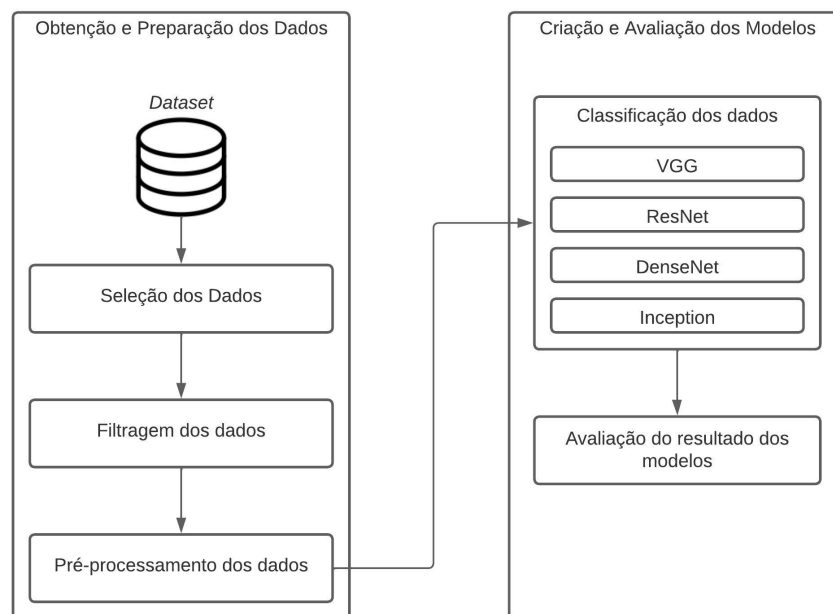 Obtenção e Preparação dos Dados
Dataset
Seleção dos Dados
Filtragem dos dados
Pré-processamento dos dados
Criação e Avaliação dos Modelos
Classificação dos dados
VGG
ResNet
DenseNet
Inception
Avaliação do resultado dos
modelos